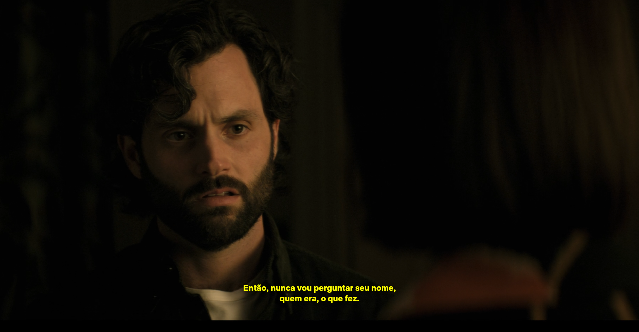 Então, nunca vou perguntar seu nome,
quem era, o que fez.